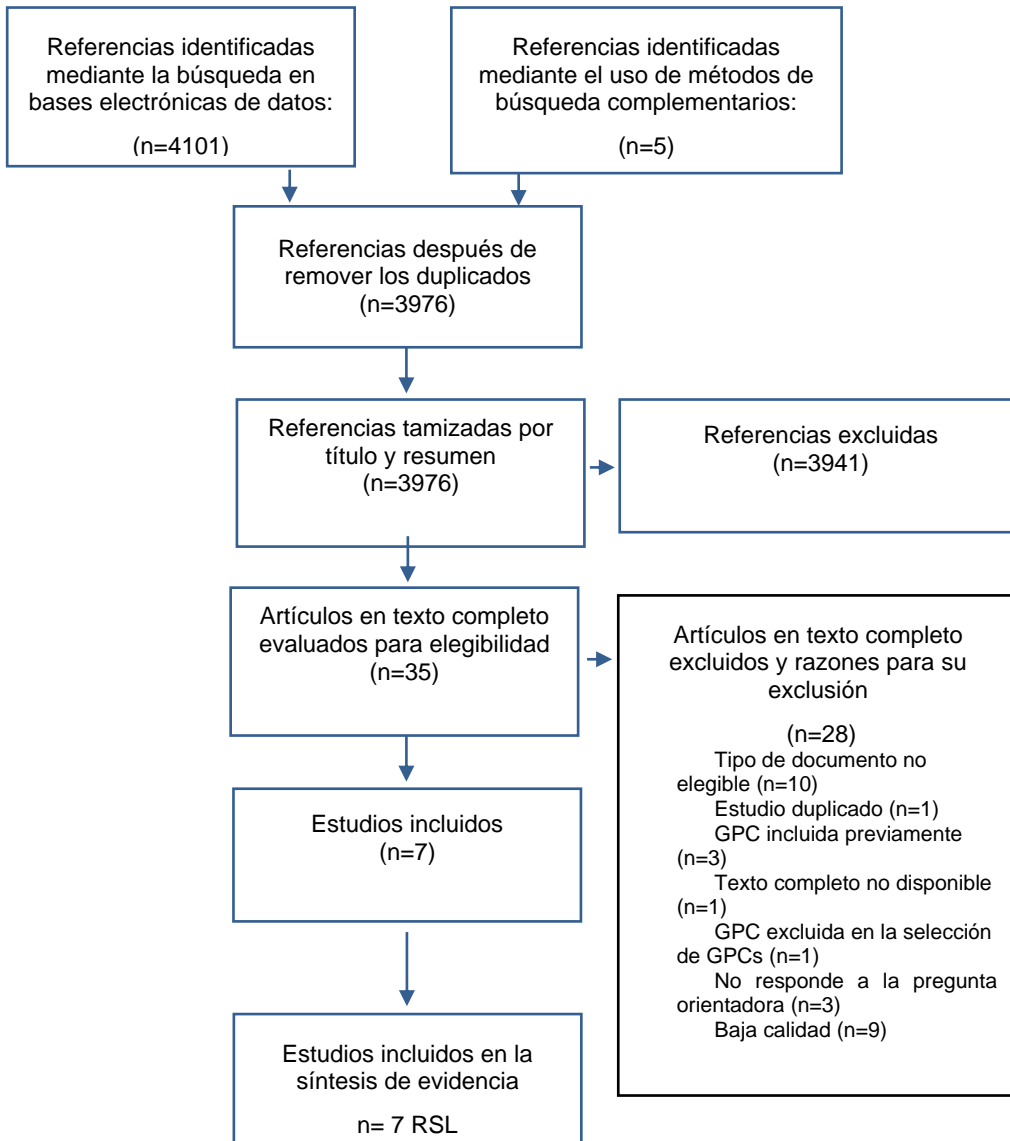 Referencias identificadas
mediante la búsqueda en
bases electrónicas de datos:
(n=4101)
Referencias identificadas
mediante el uso de métodos de
búsqueda complementarios:
(n=5)
Referencias después de
remover los duplicados
(n=3976)
Referencias tamizadas por
título y resumen
(n=3976)
Referencias excluidas
(n=3941)
Artículos en texto completo
evaluados para elegibilidad
(n=35)
Artículos en texto completo
excluidos y razones para su
exclusión
(n=28)
Tipo de documento no
elegible (n=10)
Estudio duplicado (n=1)
GPC incluida previamente
(n=3)
Texto completo no disponible
(n=1)
GPC excluida en la selección
de GPCs (n=1)
No responde a la pregunta
orientadora (n=3)
Baja calidad (n=9)
Estudios incluidos
(n=7)
Estudios incluidos en la
síntesis de evidencia
n= 7 RSL